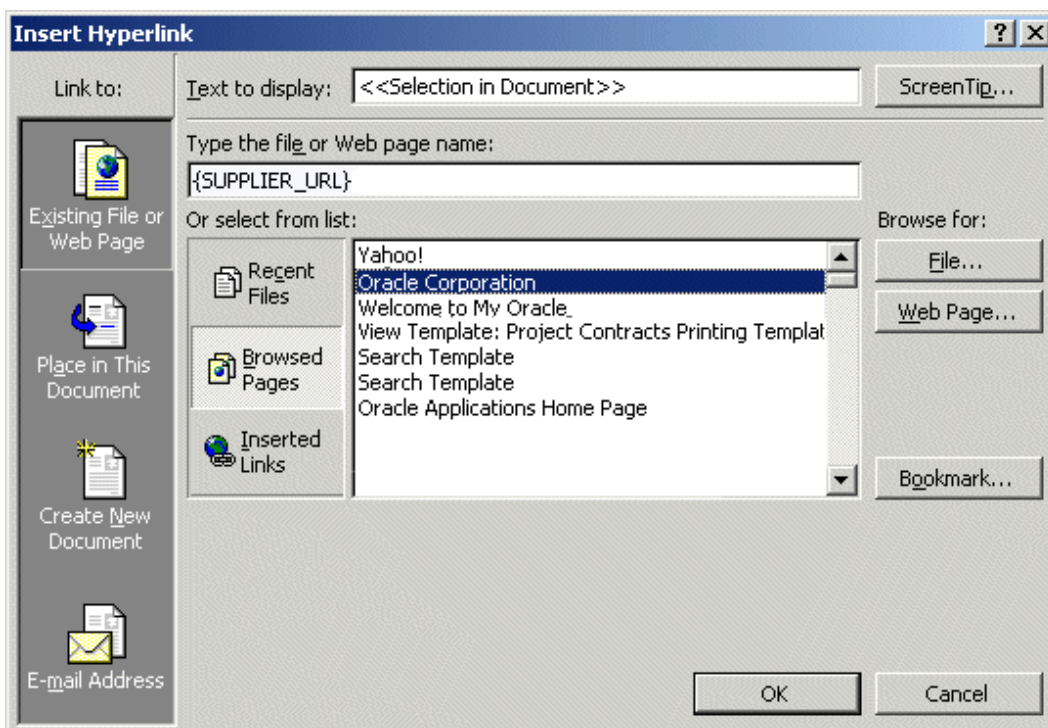 Insert Hyperlink
Link to:
Text to display:
<<Selection in Document>>
ScreenTip...
Type the file or Web page name:
{SUPPLIER_URL}
Existing File or
Web Page
Or select from list:
Browse for:
Recent
Files
Yahoo!
Oracle Corporation
Welcome to My Oracle_
View Template: Project Contracts Printing Templat
Search Template
Search Template
Oracle Applications Home Page
File...
Web Page...
Place in This
Document
Browsed
Pages
Inserted
Links
Bookmark...
Create New
Document
E-mail Address
OK
Cancel